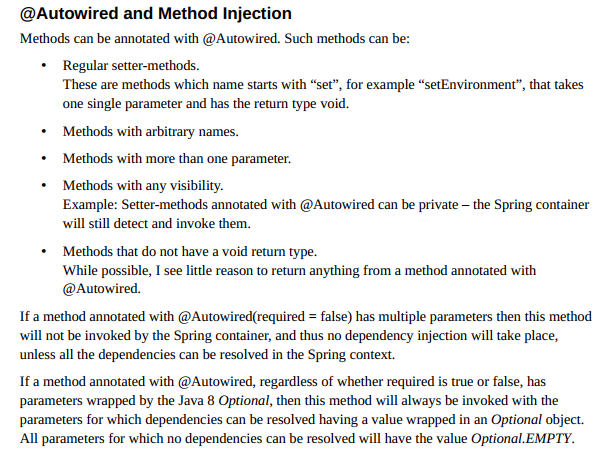 @Autowired and Method Injection
Methods can be annotated with @Autowired. Such methods can be:
• Regular setter-methods.
These are methods which name starts with “set”, for example “setEnvironment”, that takes
one single parameter and has the return type void.
• Methods with arbitrary names.
• Methods with more than one parameter.
• Methods with any visibility.
Example: Setter-methods annotated with @Autowired can be private – the Spring container
will still detect and invoke them.
• Methods that do not have a void return type.
While possible, I see little reason to return anything from a method annotated with
@Autowired.
If a method annotated with @Autowired(required = false) has multiple parameters then this method
will not be invoked by the Spring container, and thus no dependency injection will take place,
unless all the dependencies can be resolved in the Spring context.
If a method annotated with @Autowired, regardless of whether required is true or false, has
parameters wrapped by the Java 8 Optional, then this method will always be invoked with the
parameters for which dependencies can be resolved having a value wrapped in an Optional object.
All parameters for which no dependencies can be resolved will have the value Optional.EMPTY.